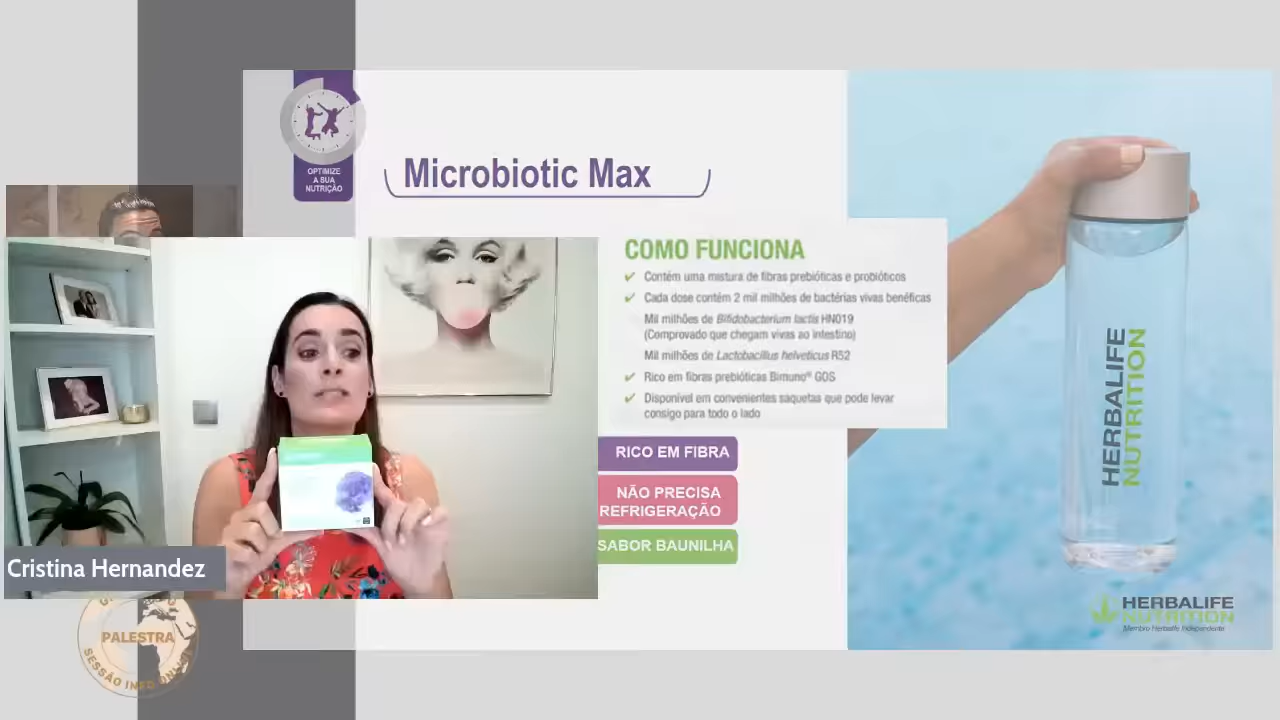 OPTIMIZE
A SUA
NUTRIÇÃO
Microbiotic Max
COMO FUNCIONA
Contém uma mistura de fibras prebióticas e probióticos
Cada dose contém 2 mil milhões de bactérias vivas benéficas
Mil milhões de Bifidobacterium lactis HN019
(Comprovado que chegam vivas ao intestino)
Mil milhões de Lactobacillus helveticus R52
Rico em fibras prebióticas Bimuno® GOS
Disponível em convenientes saquetas que pode levar
consigo para todo o lado
RICO EM FIBRA
NÃO PRECISA
REFRIGERAÇÃO
SABOR BAUNILHA
HERBALIFE
NUTRITION
Cristina Hernandez
PALESTRA
SESSÃO INFO ONLINE
HERBALIFE
NUTRITION
Membro Herbalife Independente